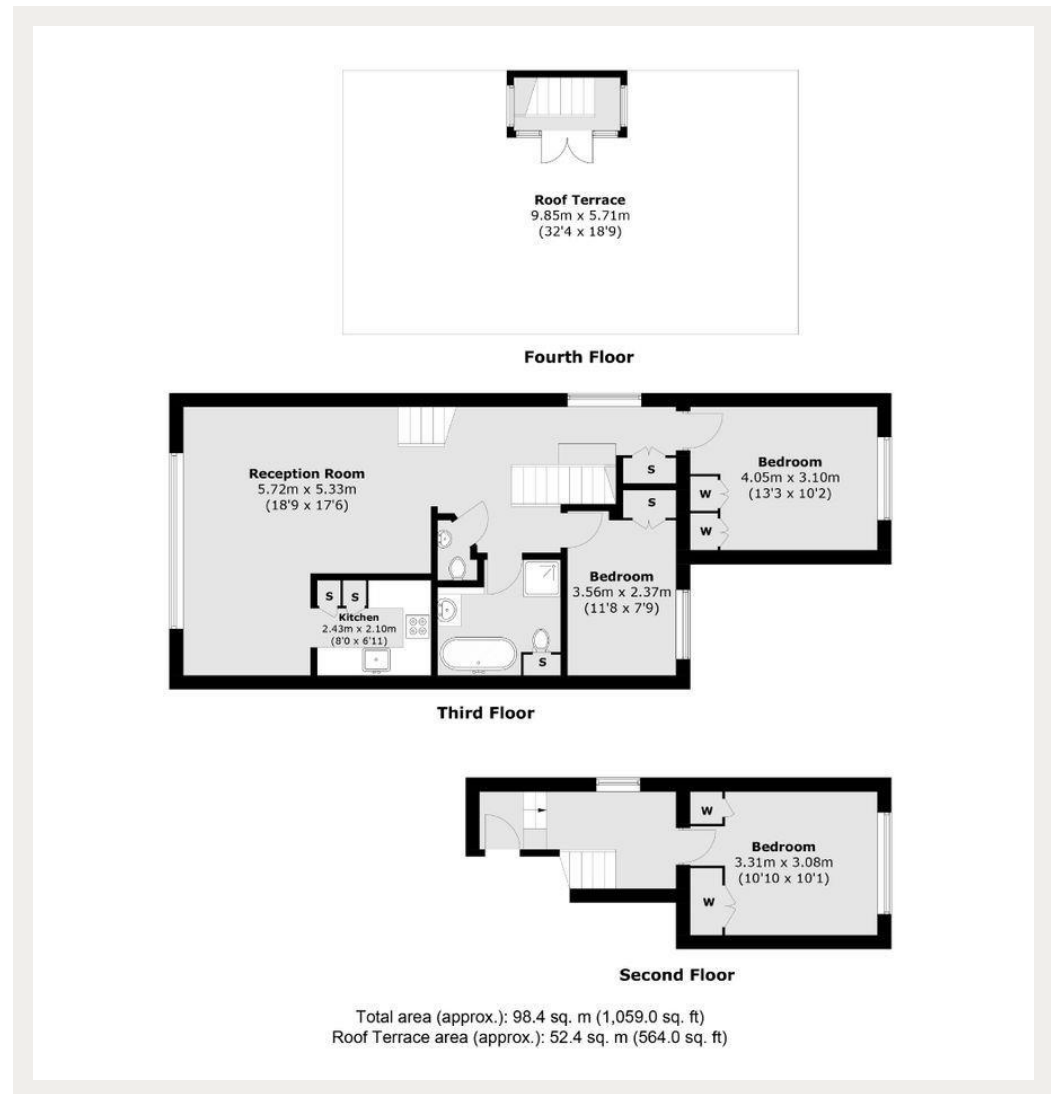 Roof Terrace
9.85m x 5.71m
(32'4 x 18'9)
Fourth Floor
Reception Room
5.72m x 5.33m
(18'9 x 17'6)
S
S
Bedroom
4.05m x 3.10m
(13'3 x 10'2)
W
W
Bedroom
3.56m x 2.37m
(11'8 x 7'9)
S S
Kitchen
2.43m x 2.10m
(8'0 x 6'11)
S
Third Floor
W
Bedroom
3.31m x 3.08m
(10'10 x 10'1)
W
Second Floor
Total area (approx.): 98.4 sq. m (1,059.0 sq. ft)
Roof Terrace area (approx.): 52.4 sq. m (564.0 sq. ft)